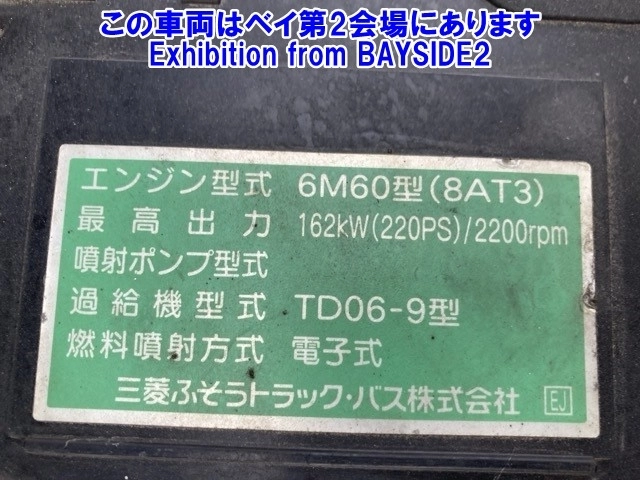 この車両はベイ第2会場にあります
Exhibition from BAYSIDE2
エンジン型式 6M60型(8AT3)
最高出力 162kW(220PS)/2200rpm
噴射ポンプ型式
過給機型式 TD06-9型
燃料噴射方式 電子式
三菱ふそうトラック・バス株式会社 EJ